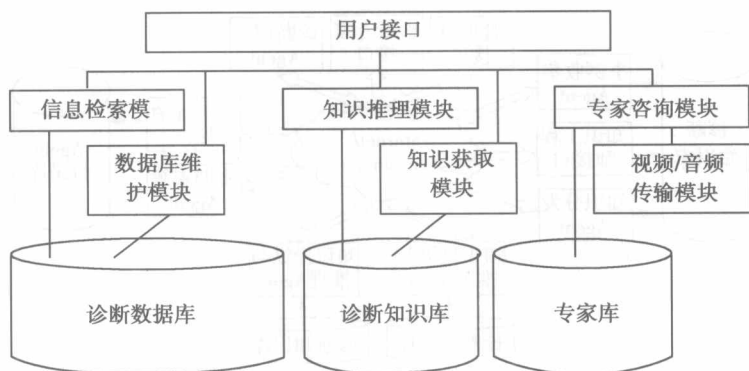 用户接口
信息检索模
知识推理模块
专家咨询模块
数据库维
护模块
知识获取
模块
视频/音频
传输模块
诊断数据库
诊断知识库
专家库